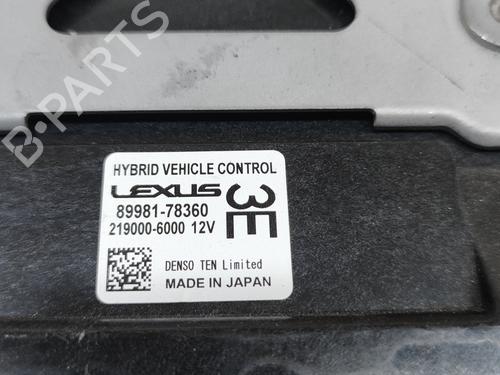 B-PARTS
HYBRID VEHICLE CONTROL
LEXUS
3E
89981-78360
219000-6000 12V
DENSO TEN Limited
MADE IN JAPAN